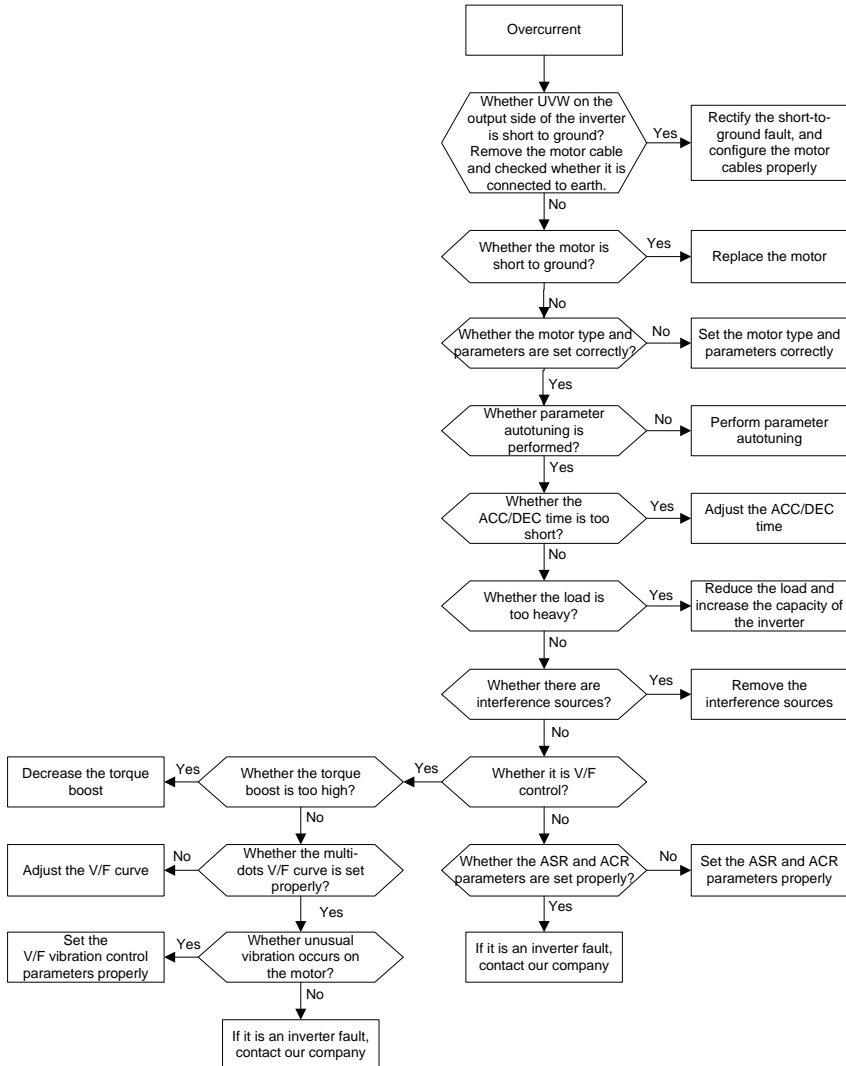 Overcurrent
Whether UVW on the
output side of the inverter
is short to ground?
Remove the motor cable
and checked whether it is
connected to earth.
Yes
Rectify the short-to-
ground fault, and
configure the motor
cables properly
No
Whether the motor is
short to ground?
Yes
Replace the motor
No
Whether the motor type and
parameters are set correctly?
No
Set the motor type and
parameters correctly
Yes
Whether parameter
autotuning is
performed?
No
Perform parameter
autotuning
Yes
Whether the
ACC/DEC time is too
short?
Yes
Adjust the ACC/DEC
time
No
Whether the load is
too heavy?
Yes
Reduce the load and
increase the capacity of
the inverter
No
Whether there are
interference sources?
Yes
Remove the
interference sources
No
Whether it is V/F
control?
Yes
Whether the torque
boost is too high?
Yes
Decrease the torque
boost
No
Whether the multi-
dots V/F curve is set
properly?
No
Adjust the V/F curve
Yes
Whether unusual
vibration occurs on
the motor?
Yes
Set the
V/F vibration control
parameters properly
No
If it is an inverter fault,
contact our company
No
Whether the ASR and ACR
parameters are set properly?
No
Set the ASR and ACR
parameters properly
Yes
If it is an inverter fault,
contact our company